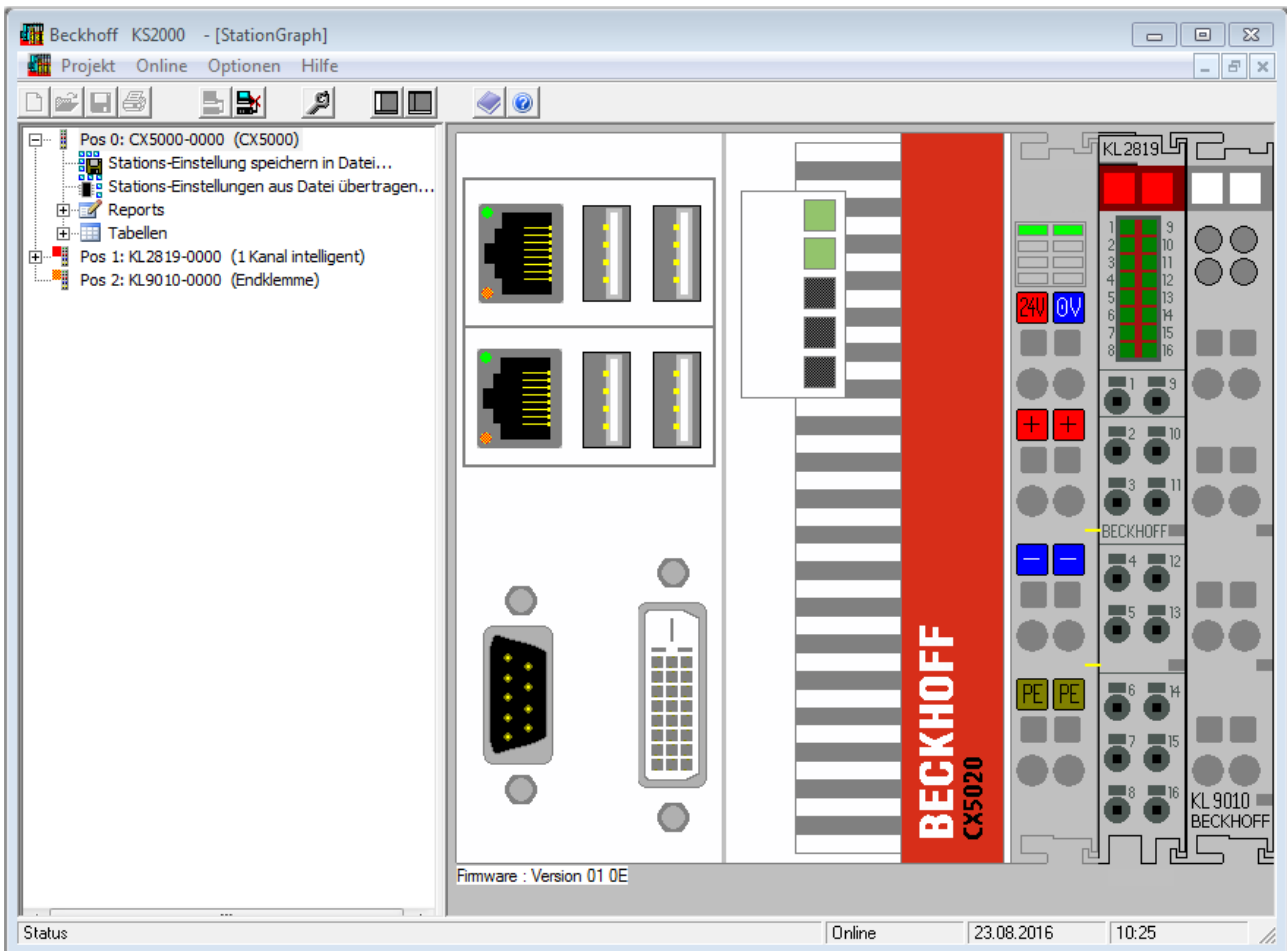 Beckhoff KS2000 - [StationGraph]
Projekt Online Optionen Hilfe
Pos 0: CX5000-0000 (CX5000)
Stations-Einstellung speichern in Datei...
Stations-Einstellungen aus Datei übertragen...
Reports
Tabellen
Pos 1: KL2819-0000 (1 Kanal intelligent)
Pos 2: KL9010-0000 (Endklemme)
BECKHOFF
CX5020
24V 0V
+ +
− −
PE PE
KL2819
1 9
2 10
3 11
4 12
5 13
6 14
7 15
8 16
1 9
2 10
3 11
BECKHOFF
4 12
5 13
6 14
7 15
8 16
KL9010
BECKHOFF
Firmware : Version 01 0E
Status Online 23.08.2016 10:25